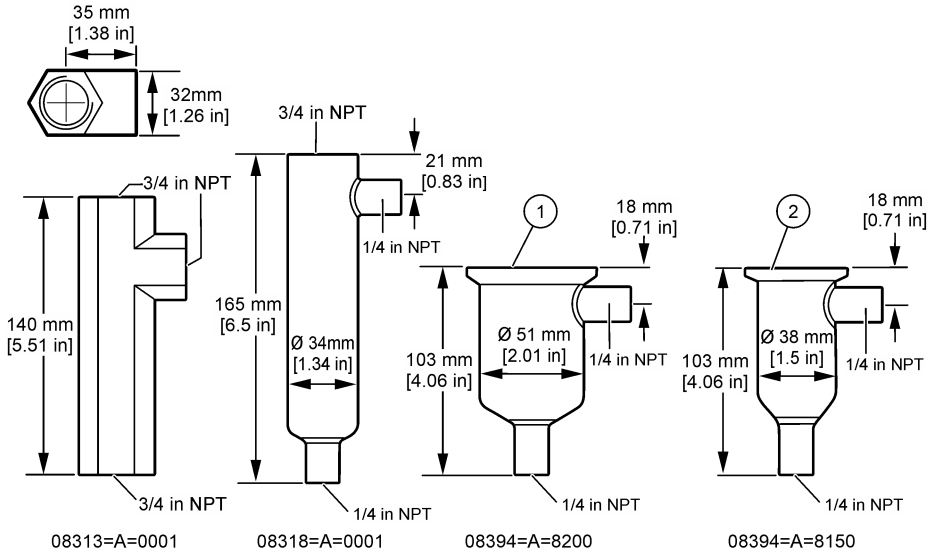 35 mm
[1.38 in]
32mm
[1.26 in]
3/4 in NPT
140 mm
[5.51 in]
3/4 in NPT
08313=A=0001
3/4 in NPT
21 mm
[0.83 in]
1/4 in NPT
165 mm
[6.5 in]
Ø 34mm
[1.34 in]
1/4 in NPT
08318=A=0001
1
18 mm
[0.71 in]
103 mm
[4.06 in]
Ø 51 mm
[2.01 in]
1/4 in NPT
1/4 in NPT
08394=A=8200
2
18 mm
[0.71 in]
103 mm
[4.06 in]
Ø 38 mm
[1.5 in]
1/4 in NPT
1/4 in NPT
08394=A=8150